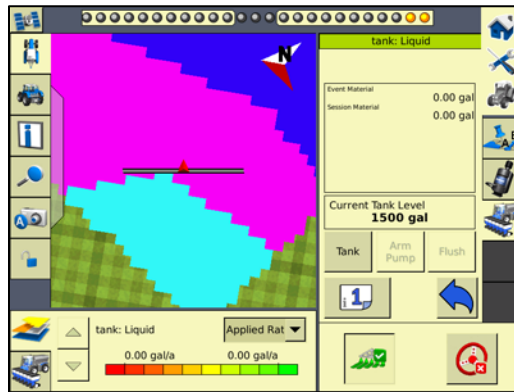 tank: Liquid
N
Event Material
0.00 gal
Session Material
0.00 gal
Current Tank Level
1500 gal
Tank
Arm Pump
Flush
1
A
tank: Liquid
Applied Rat
0.00 gal/a
0.00 gal/a